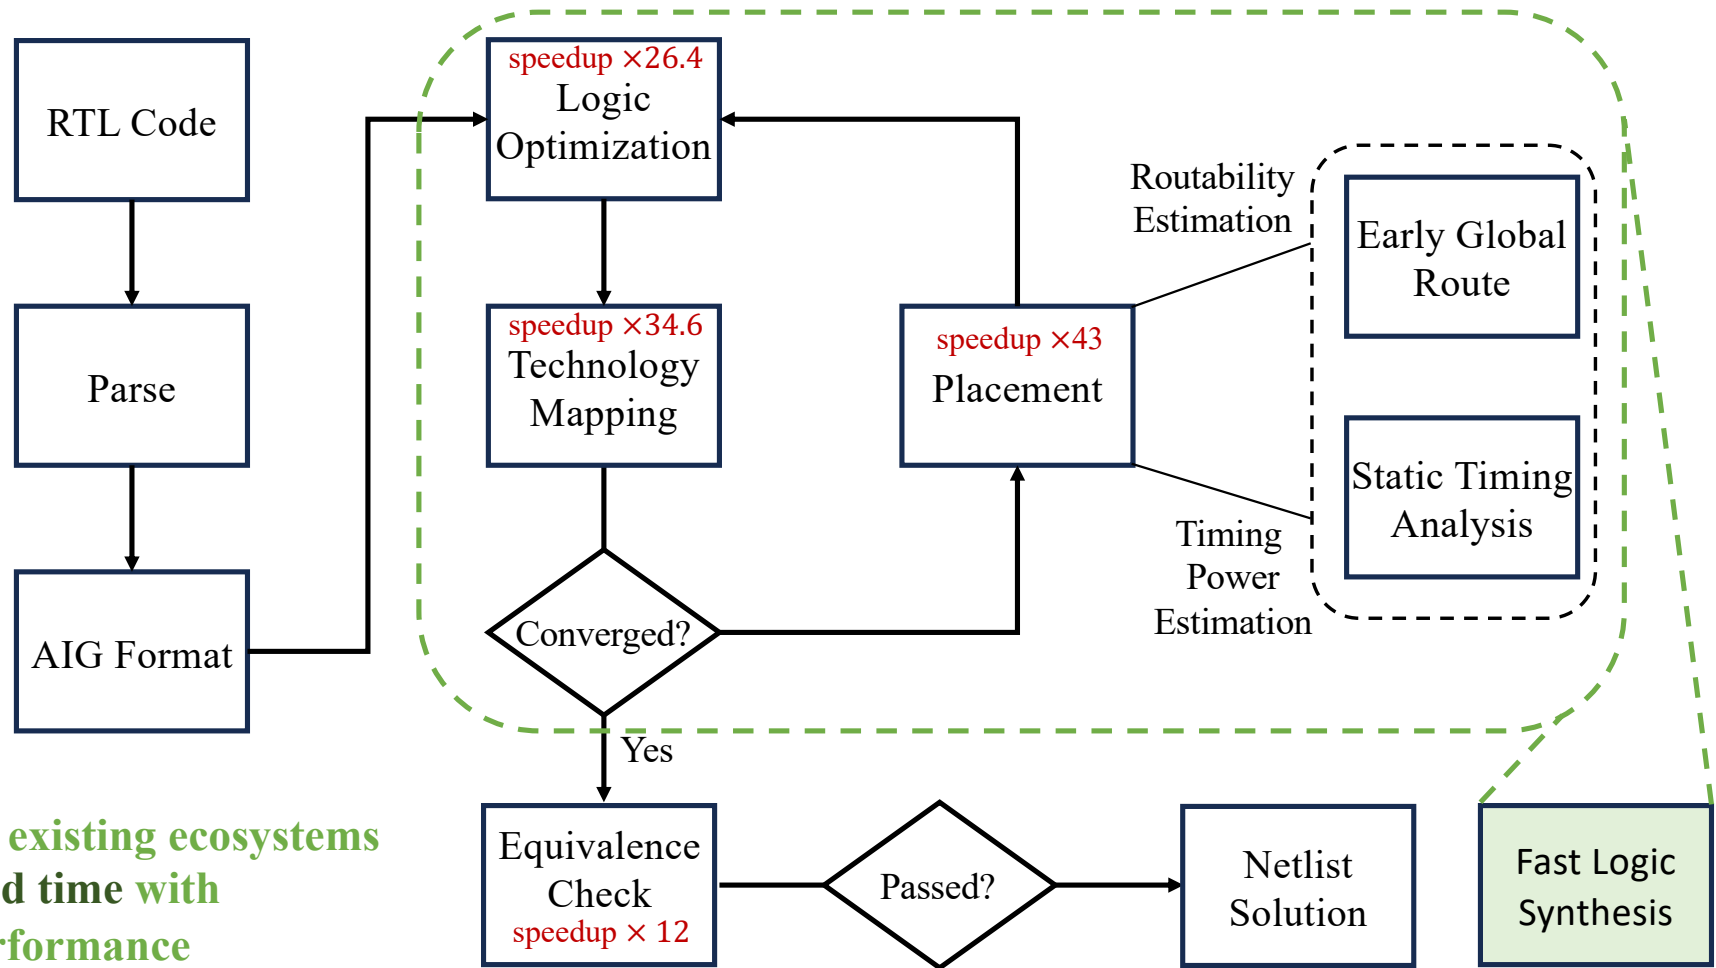 RTL Code
Parse
AIG Format
speedup ×26.4
Logic
Optimization
speedup ×34.6
Technology
Mapping
Converged?
Yes
speedup ×43
Placement
Routability
Estimation
Timing
Power
Estimation
Early Global
Route
Static Timing
Analysis
Equivalence
Check
speedup × 12
Passed?
Netlist
Solution
Fast Logic
Synthesis
existing ecosystems
time with